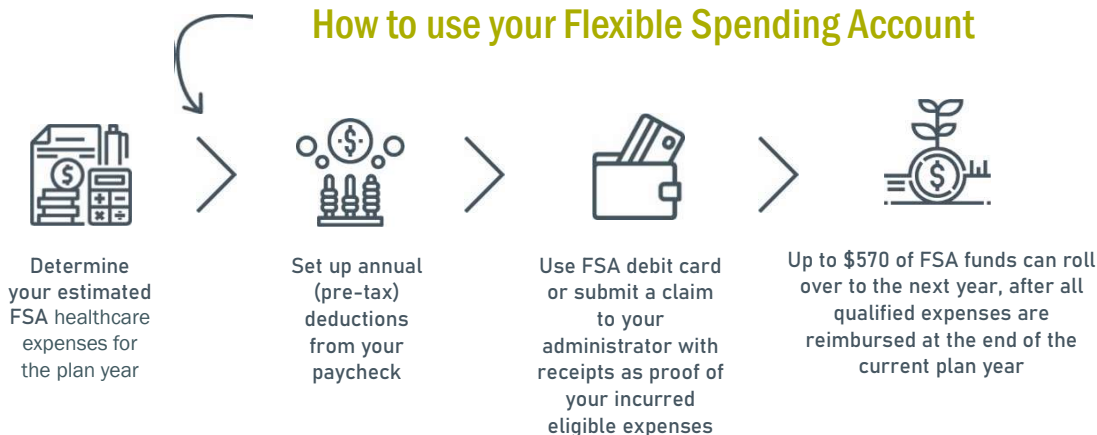 How to use your Flexible Spending Account
Determine
your estimated
FSA healthcare
expenses for
the plan year
Set up annual
(pre-tax)
deductions
from your
paycheck
Use FSA debit card
or submit a claim
to your
administrator with
receipts as proof of
your incurred
eligible expenses
Up to $570 of FSA funds can roll
over to the next year, after all
qualified expenses are
reimbursed at the end of the
current plan year